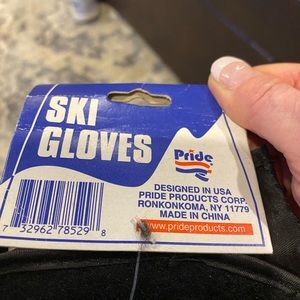 SKI
GLOVES
Pride
DESIGNED IN USA
PRIDE PRODUCTS CORP.
RONKONKOMA, NY 11779
MADE IN CHINA
www.prideproducts.com
7 32962 78529 8